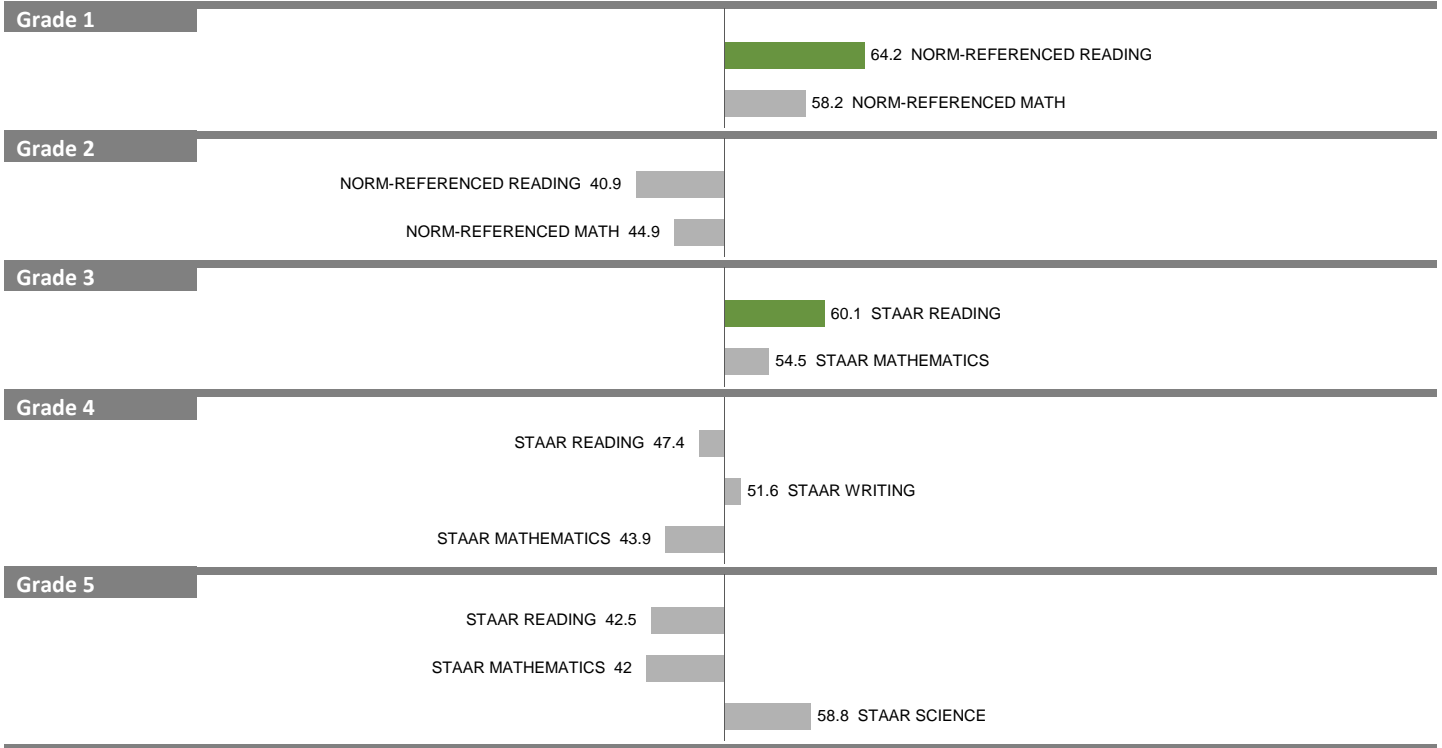 Grade 1
64.2 NORM-REFERENCED READING
58.2 NORM-REFERENCED MATH
Grade 2
NORM-REFERENCED READING 40.9
NORM-REFERENCED MATH 44.9
Grade 3
60.1 STAAR READING
54.5 STAAR MATHEMATICS
Grade 4
STAAR READING 47.4
51.6 STAAR WRITING
STAAR MATHEMATICS 43.9
Grade 5
STAAR READING 42.5
STAAR MATHEMATICS 42
58.8 STAAR SCIENCE